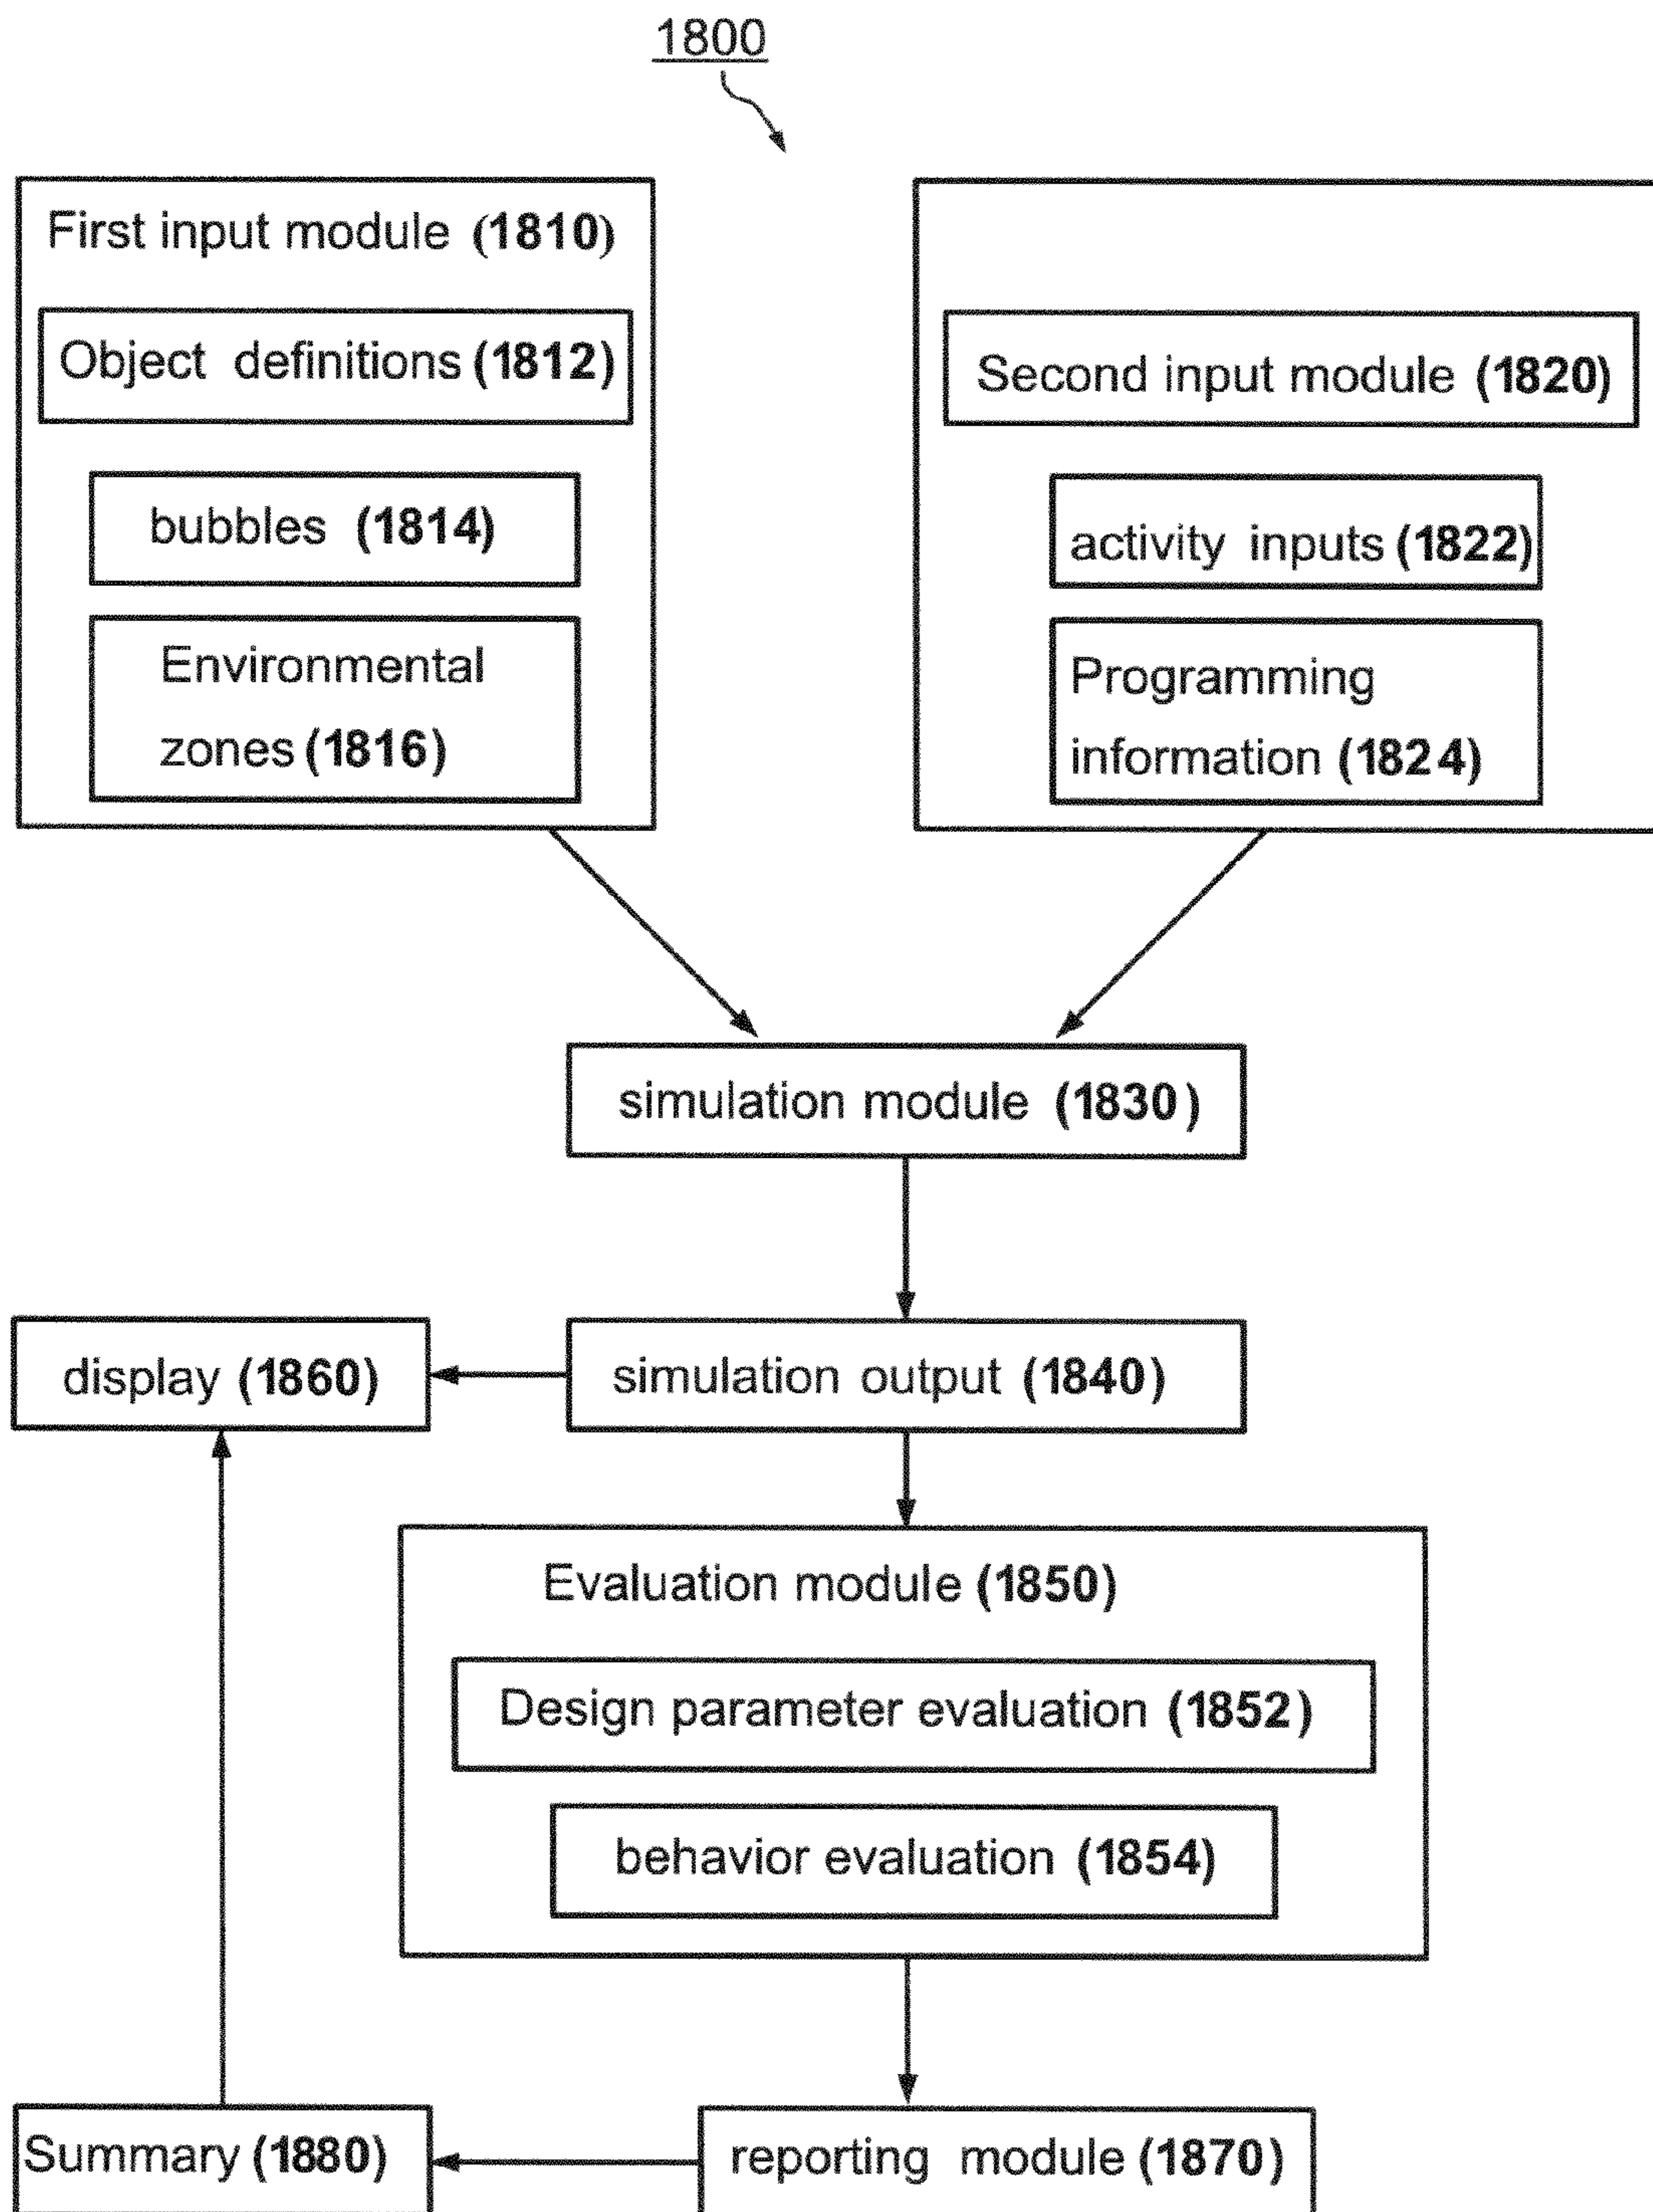 1800
First input module (1810)
Object definitions (1812)
bubbles (1814)
Environmental
zones (1816)
Second input module (1820)
activity inputs (1822)
Programming
information (1824)
simulation module (1830)
display (1860)
simulation output (1840)
Evaluation module (1850)
Design parameter evaluation (1852)
behavior evaluation (1854)
Summary (1880)
reporting module (1870)